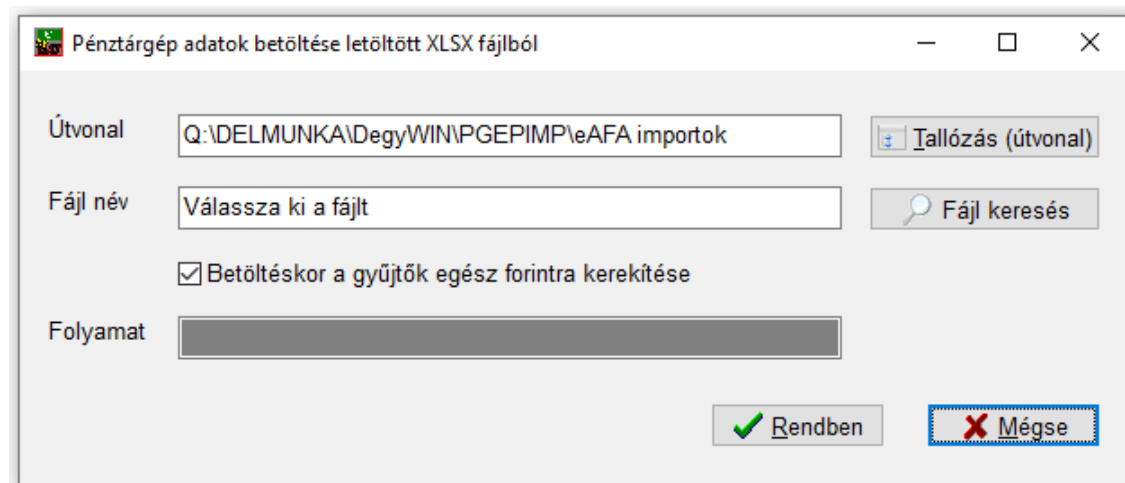 Pénztárgép adatok betöltése letöltött XLSX fájlból
Útvonal Q:\DELMUNKA\DegyWIN\PGEPIMP\eAFA importok Tallózás (útvonal)
Fájl név Válassza ki a fájlt Fájl keresés
Betöltéskor a gyűjtők egész forintra kerekítése
Folyamat
Rendben Mégse